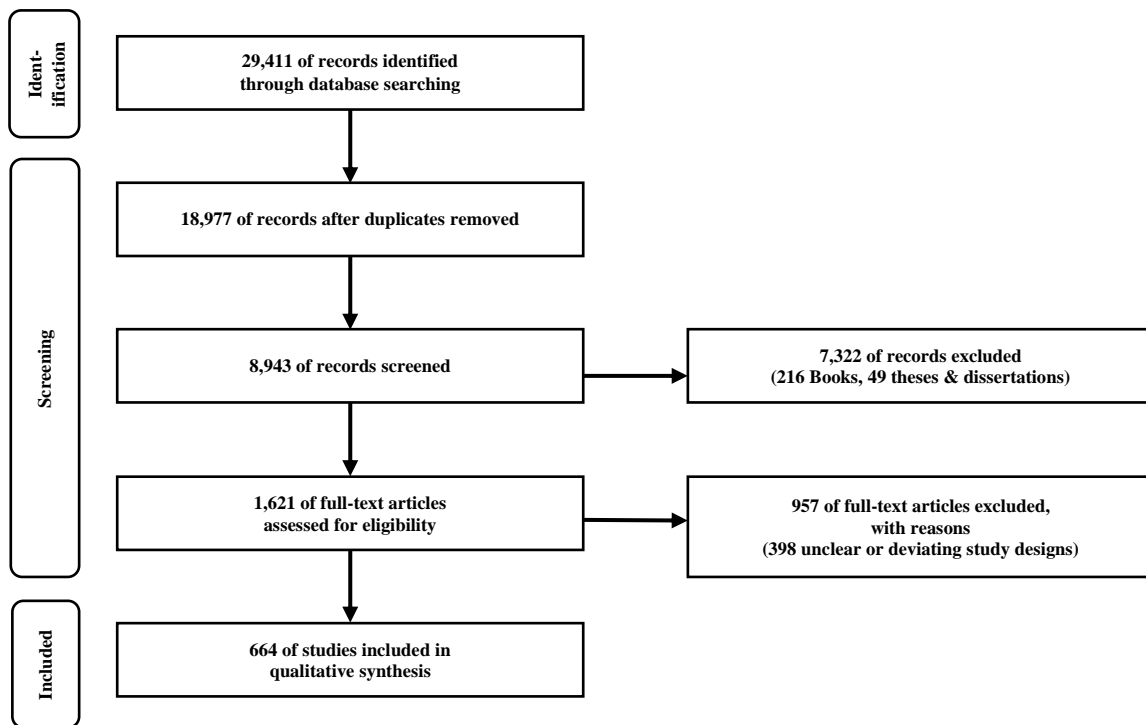 Ident-
ification
29,411 of records identified
through database searching
Screening
18,977 of records after duplicates removed
8,943 of records screened
7,322 of records excluded
(216 Books, 49 theses & dissertations)
1,621 of full-text articles
assessed for eligibility
957 of full-text articles excluded,
with reasons
(398 unclear or deviating study designs)
Included
664 of studies included in
qualitative synthesis